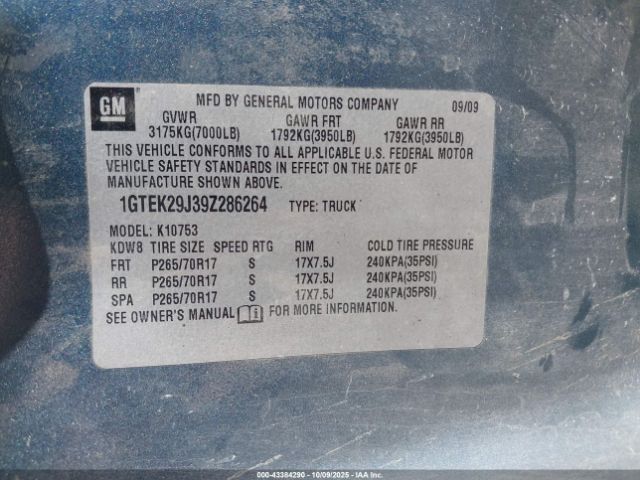 GM
MFD BY GENERAL MOTORS COMPANY 09/09
GVWR GAWR FRT GAWR RR
3175KG(7000LB) 1792KG(3950LB) 1792KG(3950LB)
THIS VEHICLE CONFORMS TO ALL APPLICABLE U.S. FEDERAL MOTOR
VEHICLE SAFETY STANDARDS IN EFFECT ON THE DATE OF
MANUFACTURE SHOWN ABOVE.
1GTEK29J39Z286264 TYPE: TRUCK
MODEL: K10753
KDW8 TIRE SIZE SPEED RTG RIM COLD TIRE PRESSURE
FRT P265/70R17 S 17X7.5J 240KPA(35PSI)
RR P265/70R17 S 17X7.5J 240KPA(35PSI)
SPA P265/70R17 S 17X7.5J 240KPA(35PSI)
SEE OWNER'S MANUAL i FOR MORE INFORMATION.
000-43384290 - 10/09/2025 - IAA Inc.